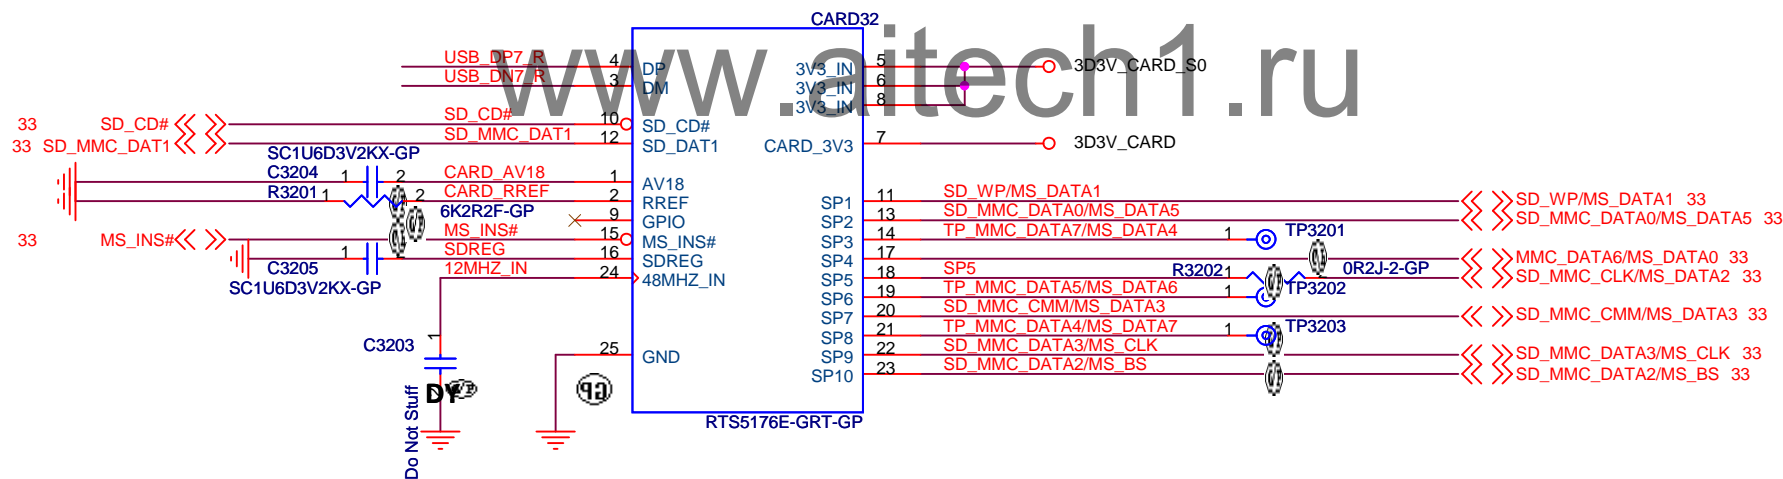 CARD32
www.aitech1.ru
USB_DP7_R 4 DP 3V3_IN 5 3D3V_CARD_S0
USB_DN7_R 3 DM 3V3_IN 6
3V3_IN 8
33 SD_CD# SD_CD# 10 SD_CD#
33 SD_MMC_DAT1 SD_MMC_DAT1 12 SD_DAT1 CARD_3V3 7 3D3V_CARD
SC1U6D3V2KX-GP
C3204 1 2 CARD_AV18 1 AV18
R3201 1 2 CARD_RREF 2 RREF SP1 11 SD_WP/MS_DATA1 SD_WP/MS_DATA1 33
6K2R2F-GP 9 GPIO SP2 13 SD_MMC_DATA0/MS_DATA5 SD_MMC_DATA0/MS_DATA5 33
33 MS_INS# MS_INS# 15 MS_INS# SP3 14 TP_MMC_DATA7/MS_DATA4 1 TP3201
C3205 1 2 SDREG 16 SDREG SP4 17 MMC_DATA6/MS_DATA0 33
SC1U6D3V2KX-GP
12MHZ_IN 24 48MHZ_IN SP5 18 SP5 R3202 1 0R2J-2-GP SD_MMC_CLK/MS_DATA2 33
SP6 19 TP_MMC_DATA5/MS_DATA6 1 TP3202
SP7 20 SD_MMC_CMM/MS_DATA3 SD_MMC_CMM/MS_DATA3 33
SP8 21 TP_MMC_DATA4/MS_DATA7 1 TP3203
C3203 1 25 GND SP9 22 SD_MMC_DATA3/MS_CLK SD_MMC_DATA3/MS_CLK 33
SP10 23 SD_MMC_DATA2/MS_BS SD_MMC_DATA2/MS_BS 33
DY
Do Not Stuff
RTS5176E-GRT-GP